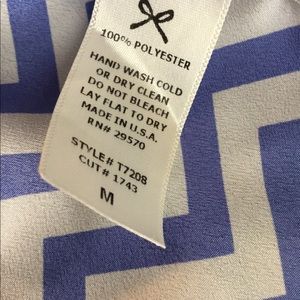 100% POLYESTER
HAND WASH COLD
OR DRY CLEAN
DO NOT BLEACH
LAY FLAT TO DRY
MADE IN U.S.A.
RN# 29570
STYLE# T7208
CUT# 1743
M